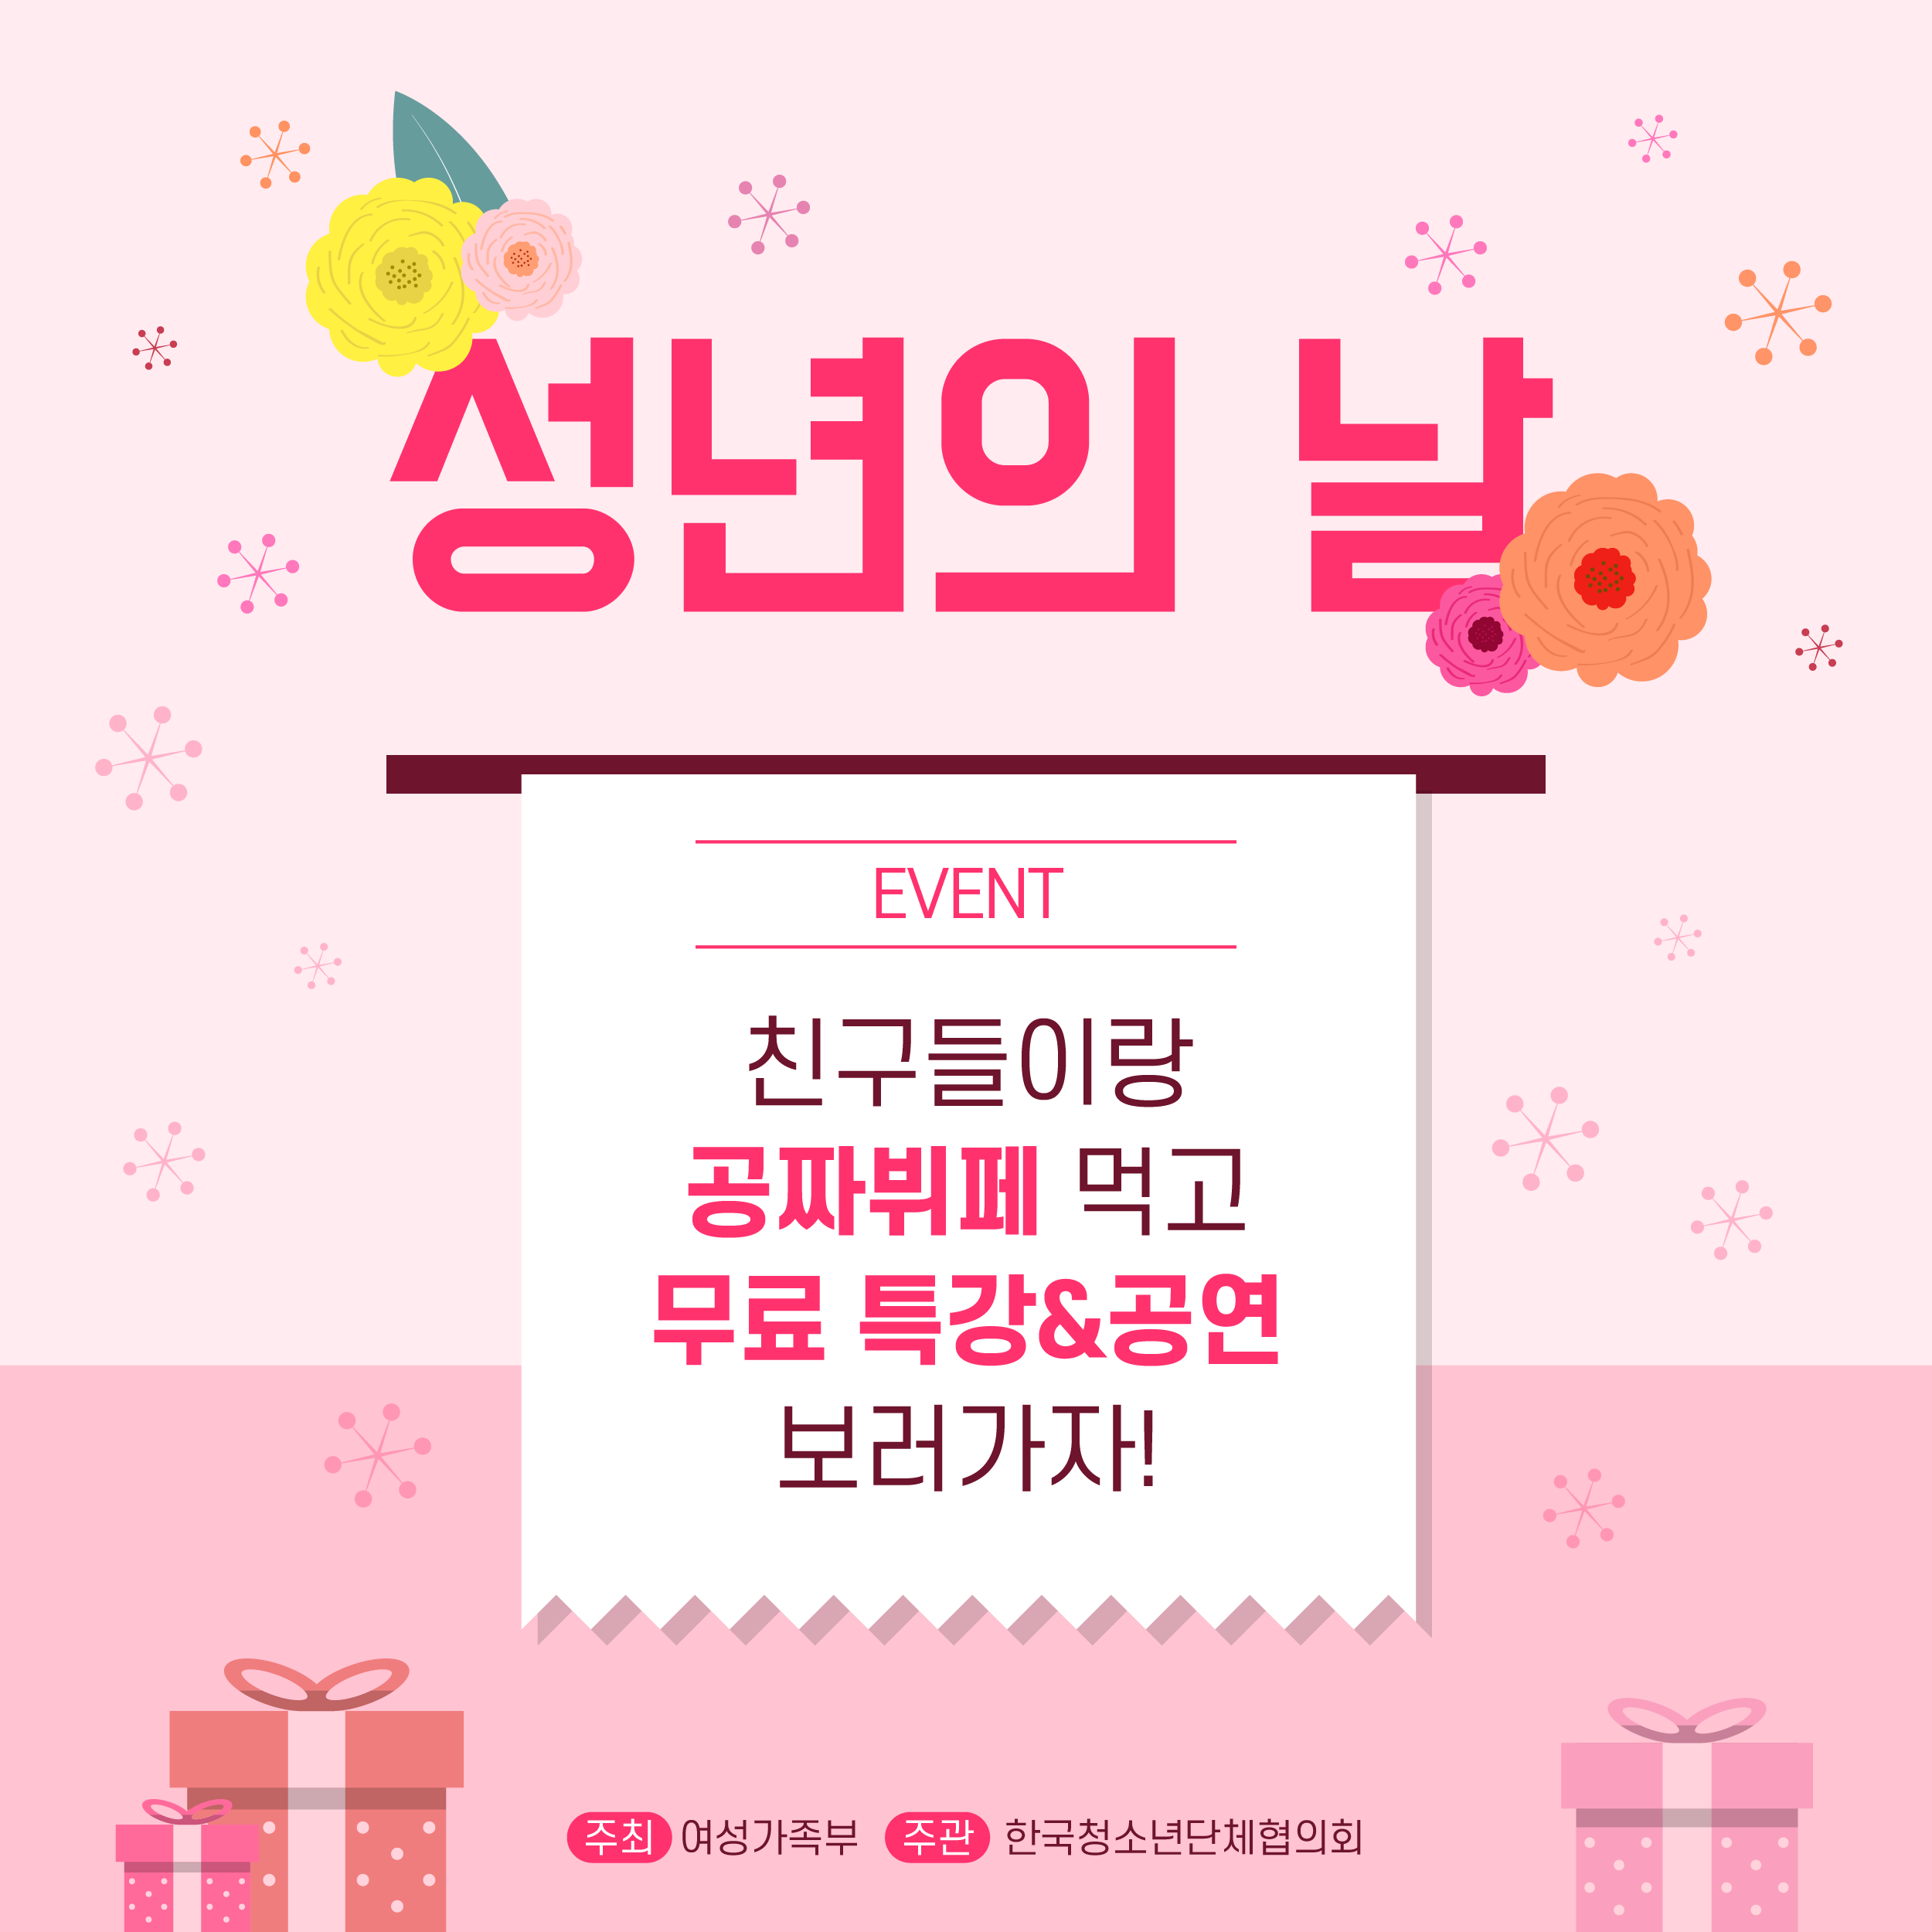 성년의 날
EVENT
친구들이랑
공짜뷔페 먹고
무료 특강&공연
보러가자!
주최 여성가족부 주관 한국청소년단체협의회